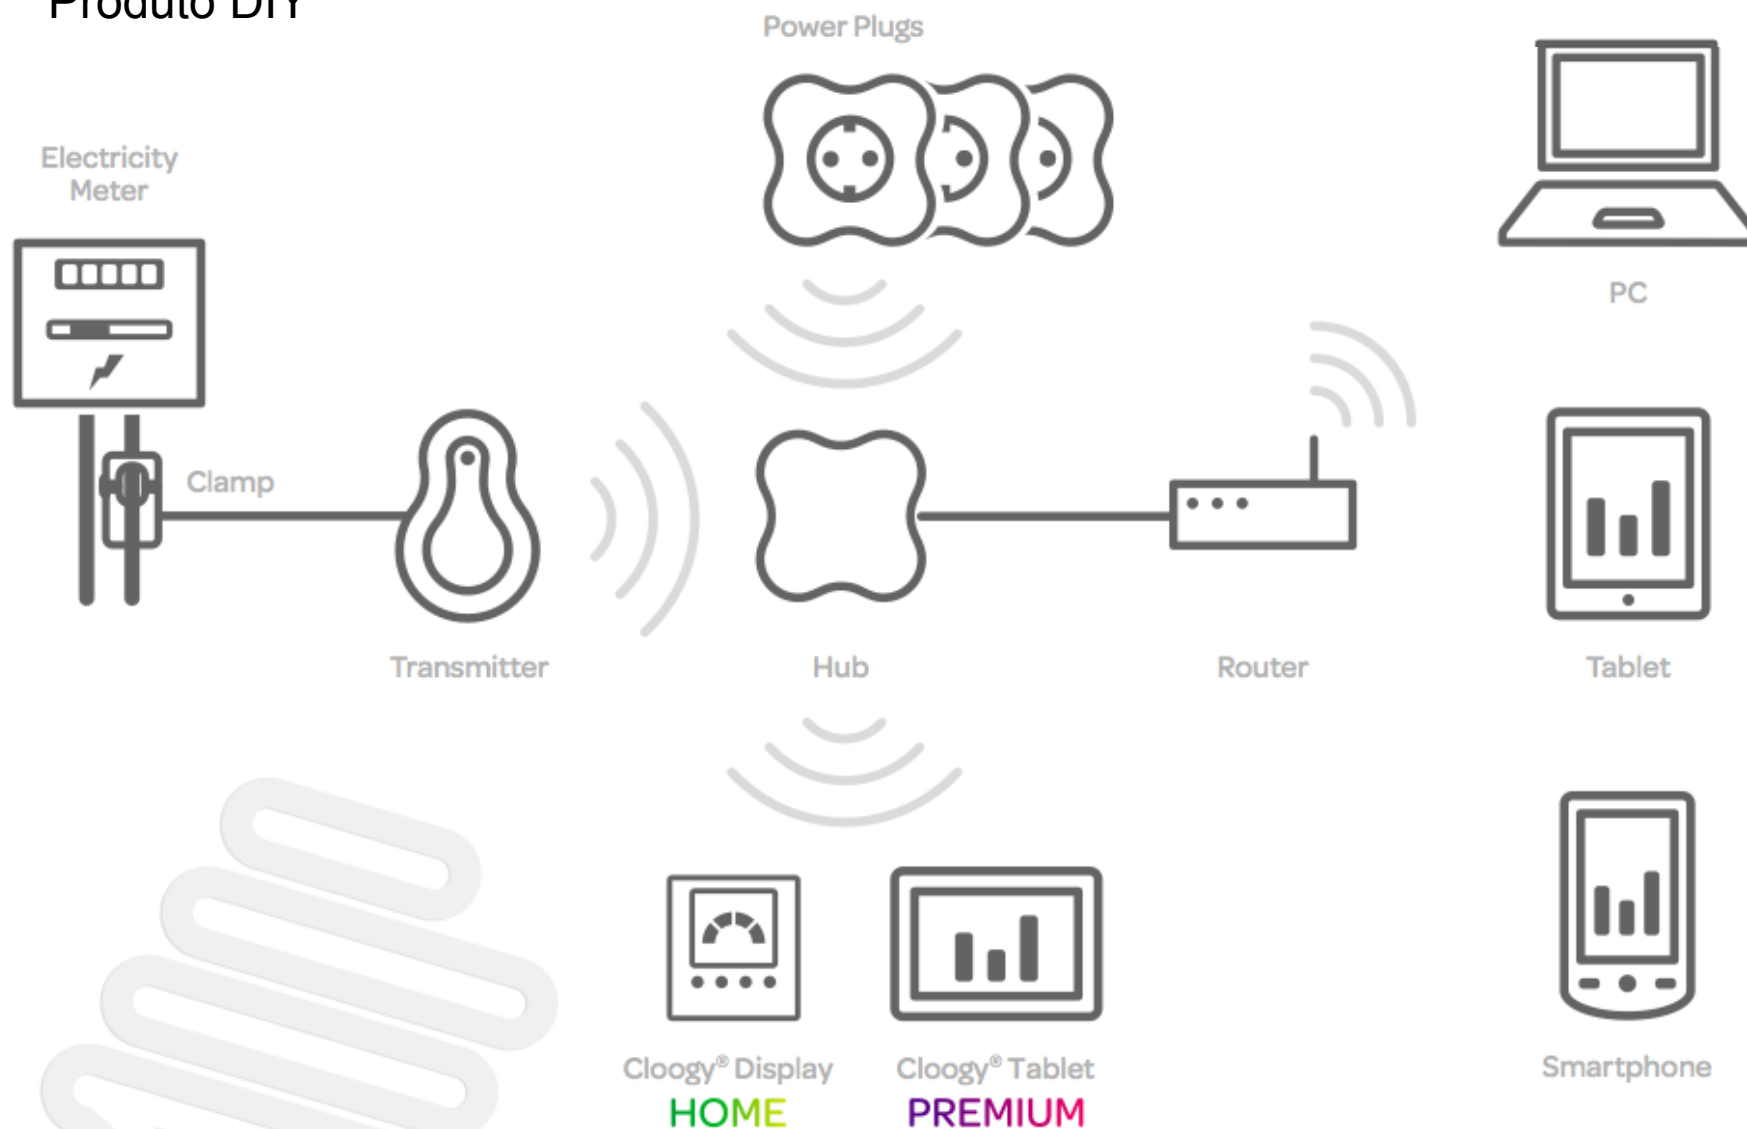 Produto DIY
Power Plugs
Electricity
Meter
PC
Clamp
Transmitter
Hub
Router
Tablet
Cloogy® Display
HOME
Cloogy® Tablet
PREMIUM
Smartphone